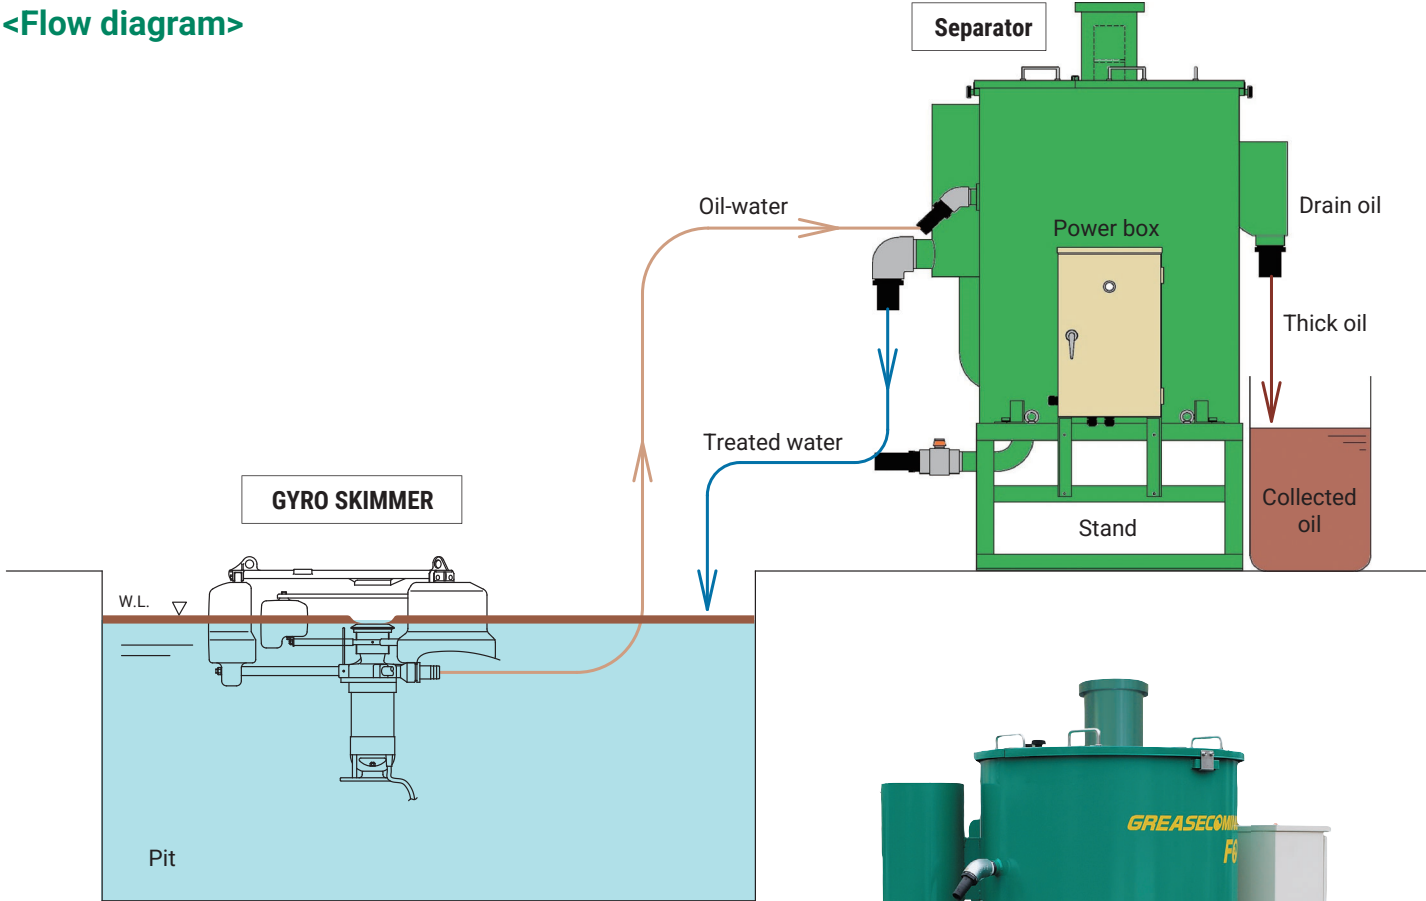 <Flow diagram>
Separator
Oil-water
Drain oil
Power box
Thick oil
Treated water
GYRO SKIMMER
Collected
oil
Stand
W.L.
Pit